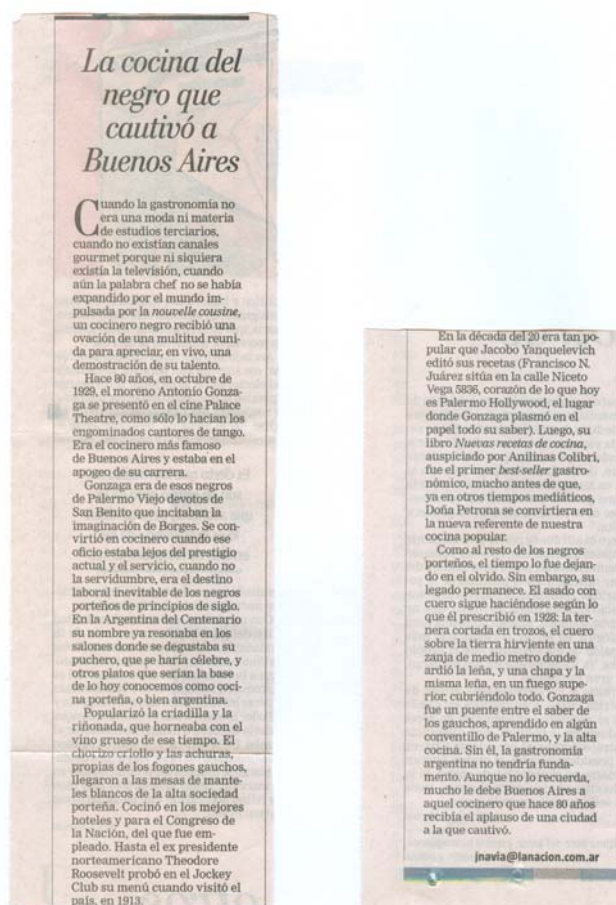 La cocina del
negro que
cautivó a
Buenos Aires
Cuando la gastronomía no
era una moda ni materia
de estudios terciarios,
cuando no existían canales
gourmet porque ni siquiera
existía la televisión, cuando
aún la palabra chef no se había
expandido por el mundo im-
pulsada por la nouvelle cousine,
un cocinero negro recibió una
ovación de una multitud reuni-
da para apreciar, en vivo, una
demostración de su talento.
Hace 80 años, en octubre de
1929, el moreno Antonio Gonza-
ga se presentó en el cine Palace
Theatre, como sólo lo hacían los
engominados cantores de tango.
Era el cocinero más famoso
de Buenos Aires y estaba en el
apogeo de su carrera.
Gonzaga era de esos negros
de Palermo Viejo devotos de
San Benito que incitaban la
imaginación de Borges. Se con-
virtió en cocinero cuando ese
oficio estaba lejos del prestigio
actual y el servicio, cuando no
la servidumbre, era el destino
laboral inevitable de los negros
porteños de principios de siglo.
En la Argentina del Centenario
su nombre ya resonaba en los
salones donde se degustaba su
puchero, que se haría célebre, y
otros platos que serían la base
de lo hoy conocemos como coci-
na porteña, o bien argentina.
Popularizó la criadilla y la
riñonada, que horneaba con el
vino grueso de ese tiempo. El
chorizo criollo y las achuras,
propias de los fogones gauchos,
llegaron a las mesas de mante-
les blancos de la alta sociedad
porteña. Cocinó en los mejores
hoteles y para el Congreso de
la Nación, del que fue em-
pleado. Hasta el ex presidente
norteamericano Theodore
Roosevelt probó en el Jockey
Club su menú cuando visitó el
país, en 1913.
En la década del 20 era tan po-
pular que Jacobo Yanquelevich
editó sus recetas (Francisco N.
Juárez sitúa en la calle Niceto
Vega 5836, corazón de lo que hoy
es Palermo Hollywood, el lugar
donde Gonzaga plasmó en el
papel todo su saber). Luego, su
libro Nuevas recetas de cocina,
auspiciado por Anilinas Colibrí,
fue el primer best-seller gastro-
nómico, mucho antes de que,
ya en otros tiempos mediáticos,
Doña Petrona se convirtiera en
la nueva referente de nuestra
cocina popular.
Como al resto de los negros
porteños, el tiempo lo fue dejan-
do en el olvido. Sin embargo, su
legado permanece. El asado con
cuero sigue haciéndose según lo
que él prescribió en 1928: la ter-
nera cortada en trozos, el cuero
sobre la tierra hirviente en una
zanja de medio metro donde
ardió la leña, y una chapa y la
misma leña, en un fuego supe-
rior, cubriéndolo todo. Gonzaga
fue un puente entre el saber de
los gauchos, aprendido en algún
conventillo de Palermo, y la alta
cocina. Sin él, la gastronomía
argentina no tendría funda-
mento. Aunque no lo recuerda,
mucho le debe Buenos Aires a
aquel cocinero que hace 80 años
recibía el aplauso de una ciudad
a la que cautivó.
jnavia@lanacion.com.ar